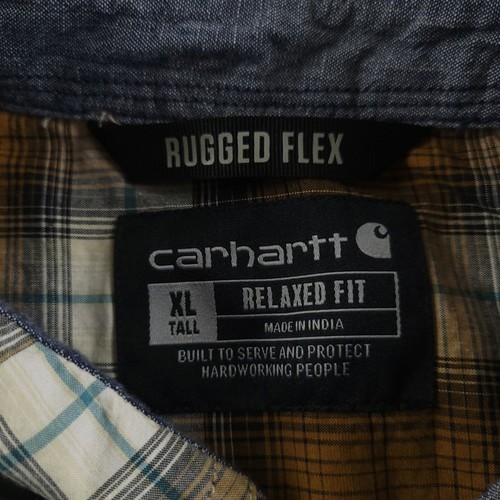 RUGGED FLEX
carhartt
XL
TALL
RELAXED FIT
MADE IN INDIA
BUILT TO SERVE AND PROTECT
HARDWORKING PEOPLE